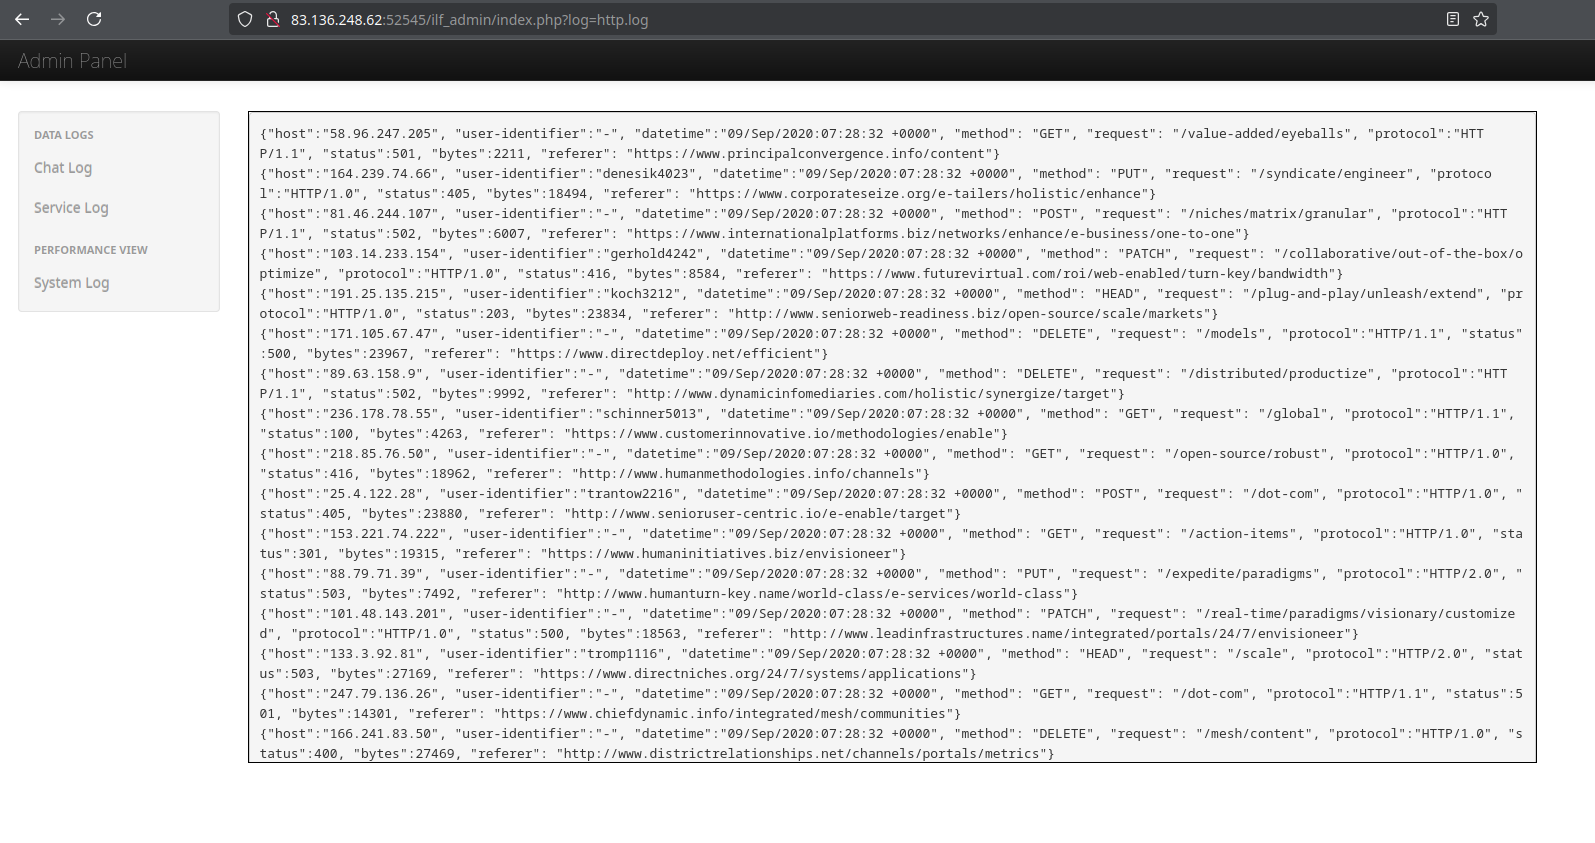 83.136.248.62:52545/ilf_admin/index.php?log=http.log
Admin Panel
DATA LOGS
Chat Log
Service Log
PERFORMANCE VIEW
System Log
{"host":"58.96.247.205", "user-identifier":"-", "datetime":"09/Sep/2020:07:28:32 +0000", "method": "GET", "request": "/value-added/eyeballs", "protocol":"HTT
P/1.1", "status":501, "bytes":2211, "referer": "https://www.principalconvergence.info/content"}
{"host":"164.239.74.66", "user-identifier":"denesik4023", "datetime":"09/Sep/2020:07:28:32 +0000", "method": "PUT", "request": "/syndicate/engineer", "protoco
l":"HTTP/1.0", "status":405, "bytes":18494, "referer": "https://www.corporateseize.org/e-tailers/holistic/enhance"}
{"host":"81.46.244.107", "user-identifier":"-", "datetime":"09/Sep/2020:07:28:32 +0000", "method": "POST", "request": "/niches/matrix/granular", "protocol":"HTT
P/1.1", "status":502, "bytes":6007, "referer": "https://www.internationalplatforms.biz/networks/enhance/e-business/one-to-one"}
{"host":"103.14.233.154", "user-identifier":"gerhold4242", "datetime":"09/Sep/2020:07:28:32 +0000", "method": "PATCH", "request": "/collaborative/out-of-the-box/o
ptimize", "protocol":"HTTP/1.0", "status":416, "bytes":8584, "referer": "https://www.futurevirtual.com/roi/web-enabled/turn-key/bandwidth"}
{"host":"191.25.135.215", "user-identifier":"koch3212", "datetime":"09/Sep/2020:07:28:32 +0000", "method": "HEAD", "request": "/plug-and-play/unleash/extend", "pr
otocol":"HTTP/1.0", "status":203, "bytes":23834, "referer": "http://www.seniorweb-readiness.biz/open-source/scale/markets"}
{"host":"171.105.67.47", "user-identifier":"-", "datetime":"09/Sep/2020:07:28:32 +0000", "method": "DELETE", "request": "/models", "protocol":"HTTP/1.1", "status"
:500, "bytes":23967, "referer": "https://www.directdeploy.net/efficient"}
{"host":"89.63.158.9", "user-identifier":"-", "datetime":"09/Sep/2020:07:28:32 +0000", "method": "DELETE", "request": "/distributed/productize", "protocol":"HTT
P/1.1", "status":502, "bytes":9992, "referer": "http://www.dynamicinfomediaries.com/holistic/synergize/target"}
{"host":"236.178.78.55", "user-identifier":"schinner5013", "datetime":"09/Sep/2020:07:28:32 +0000", "method": "GET", "request": "/global", "protocol":"HTTP/1.1",
"status":100, "bytes":4263, "referer": "https://www.customerinnovative.io/methodologies/enable"}
{"host":"218.85.76.50", "user-identifier":"-", "datetime":"09/Sep/2020:07:28:32 +0000", "method": "GET", "request": "/open-source/robust", "protocol":"HTTP/1.0",
"status":416, "bytes":18962, "referer": "http://www.humanmethodologies.info/channels"}
{"host":"25.4.122.28", "user-identifier":"trantow2216", "datetime":"09/Sep/2020:07:28:32 +0000", "method": "POST", "request": "/dot-com", "protocol":"HTTP/1.0", "
status":405, "bytes":23880, "referer": "http://www.senioruser-centric.io/e-enable/target"}
{"host":"153.221.74.222", "user-identifier":"-", "datetime":"09/Sep/2020:07:28:32 +0000", "method": "GET", "request": "/action-items", "protocol":"HTTP/1.0", "sta
tus":301, "bytes":19315, "referer": "https://www.humaninitiatives.biz/envisioneer"}
{"host":"88.79.71.39", "user-identifier":"-", "datetime":"09/Sep/2020:07:28:32 +0000", "method": "PUT", "request": "/expedite/paradigms", "protocol":"HTTP/2.0", "
status":503, "bytes":7492, "referer": "http://www.humanturn-key.name/world-class/e-services/world-class"}
{"host":"101.48.143.201", "user-identifier":"-", "datetime":"09/Sep/2020:07:28:32 +0000", "method": "PATCH", "request": "/real-time/paradigms/visionary/customize
d", "protocol":"HTTP/1.0", "status":500, "bytes":18563, "referer": "http://www.leadinfrastructures.name/integrated/portals/24/7/envisioneer"}
{"host":"133.3.92.81", "user-identifier":"tromp1116", "datetime":"09/Sep/2020:07:28:32 +0000", "method": "HEAD", "request": "/scale", "protocol":"HTTP/2.0", "stat
us":503, "bytes":27169, "referer": "https://www.directniches.org/24/7/systems/applications"}
{"host":"247.79.136.26", "user-identifier":"-", "datetime":"09/Sep/2020:07:28:32 +0000", "method": "GET", "request": "/dot-com", "protocol":"HTTP/1.1", "status":5
01, "bytes":14301, "referer": "https://www.chiefdynamic.info/integrated/mesh/communities"}
{"host":"166.241.83.50", "user-identifier":"-", "datetime":"09/Sep/2020:07:28:32 +0000", "method": "DELETE", "request": "/mesh/content", "protocol":"HTTP/1.0", "s
tatus":400, "bytes":27469, "referer": "http://www.districtrelationships.net/channels/portals/metrics"}